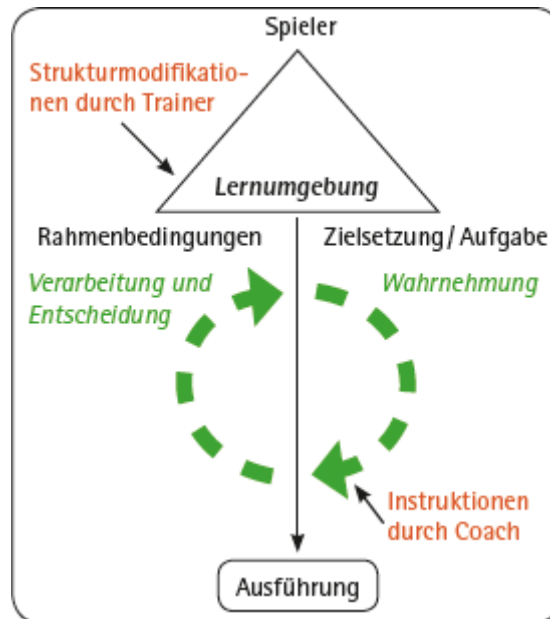 Spieler
Strukturmodifikatio-
nen durch Trainer
Lernumgebung
Rahmenbedingungen
Zielsetzung / Aufgabe
Verarbeitung und
Entscheidung
Wahrnehmung
Instruktionen
durch Coach
Ausführung